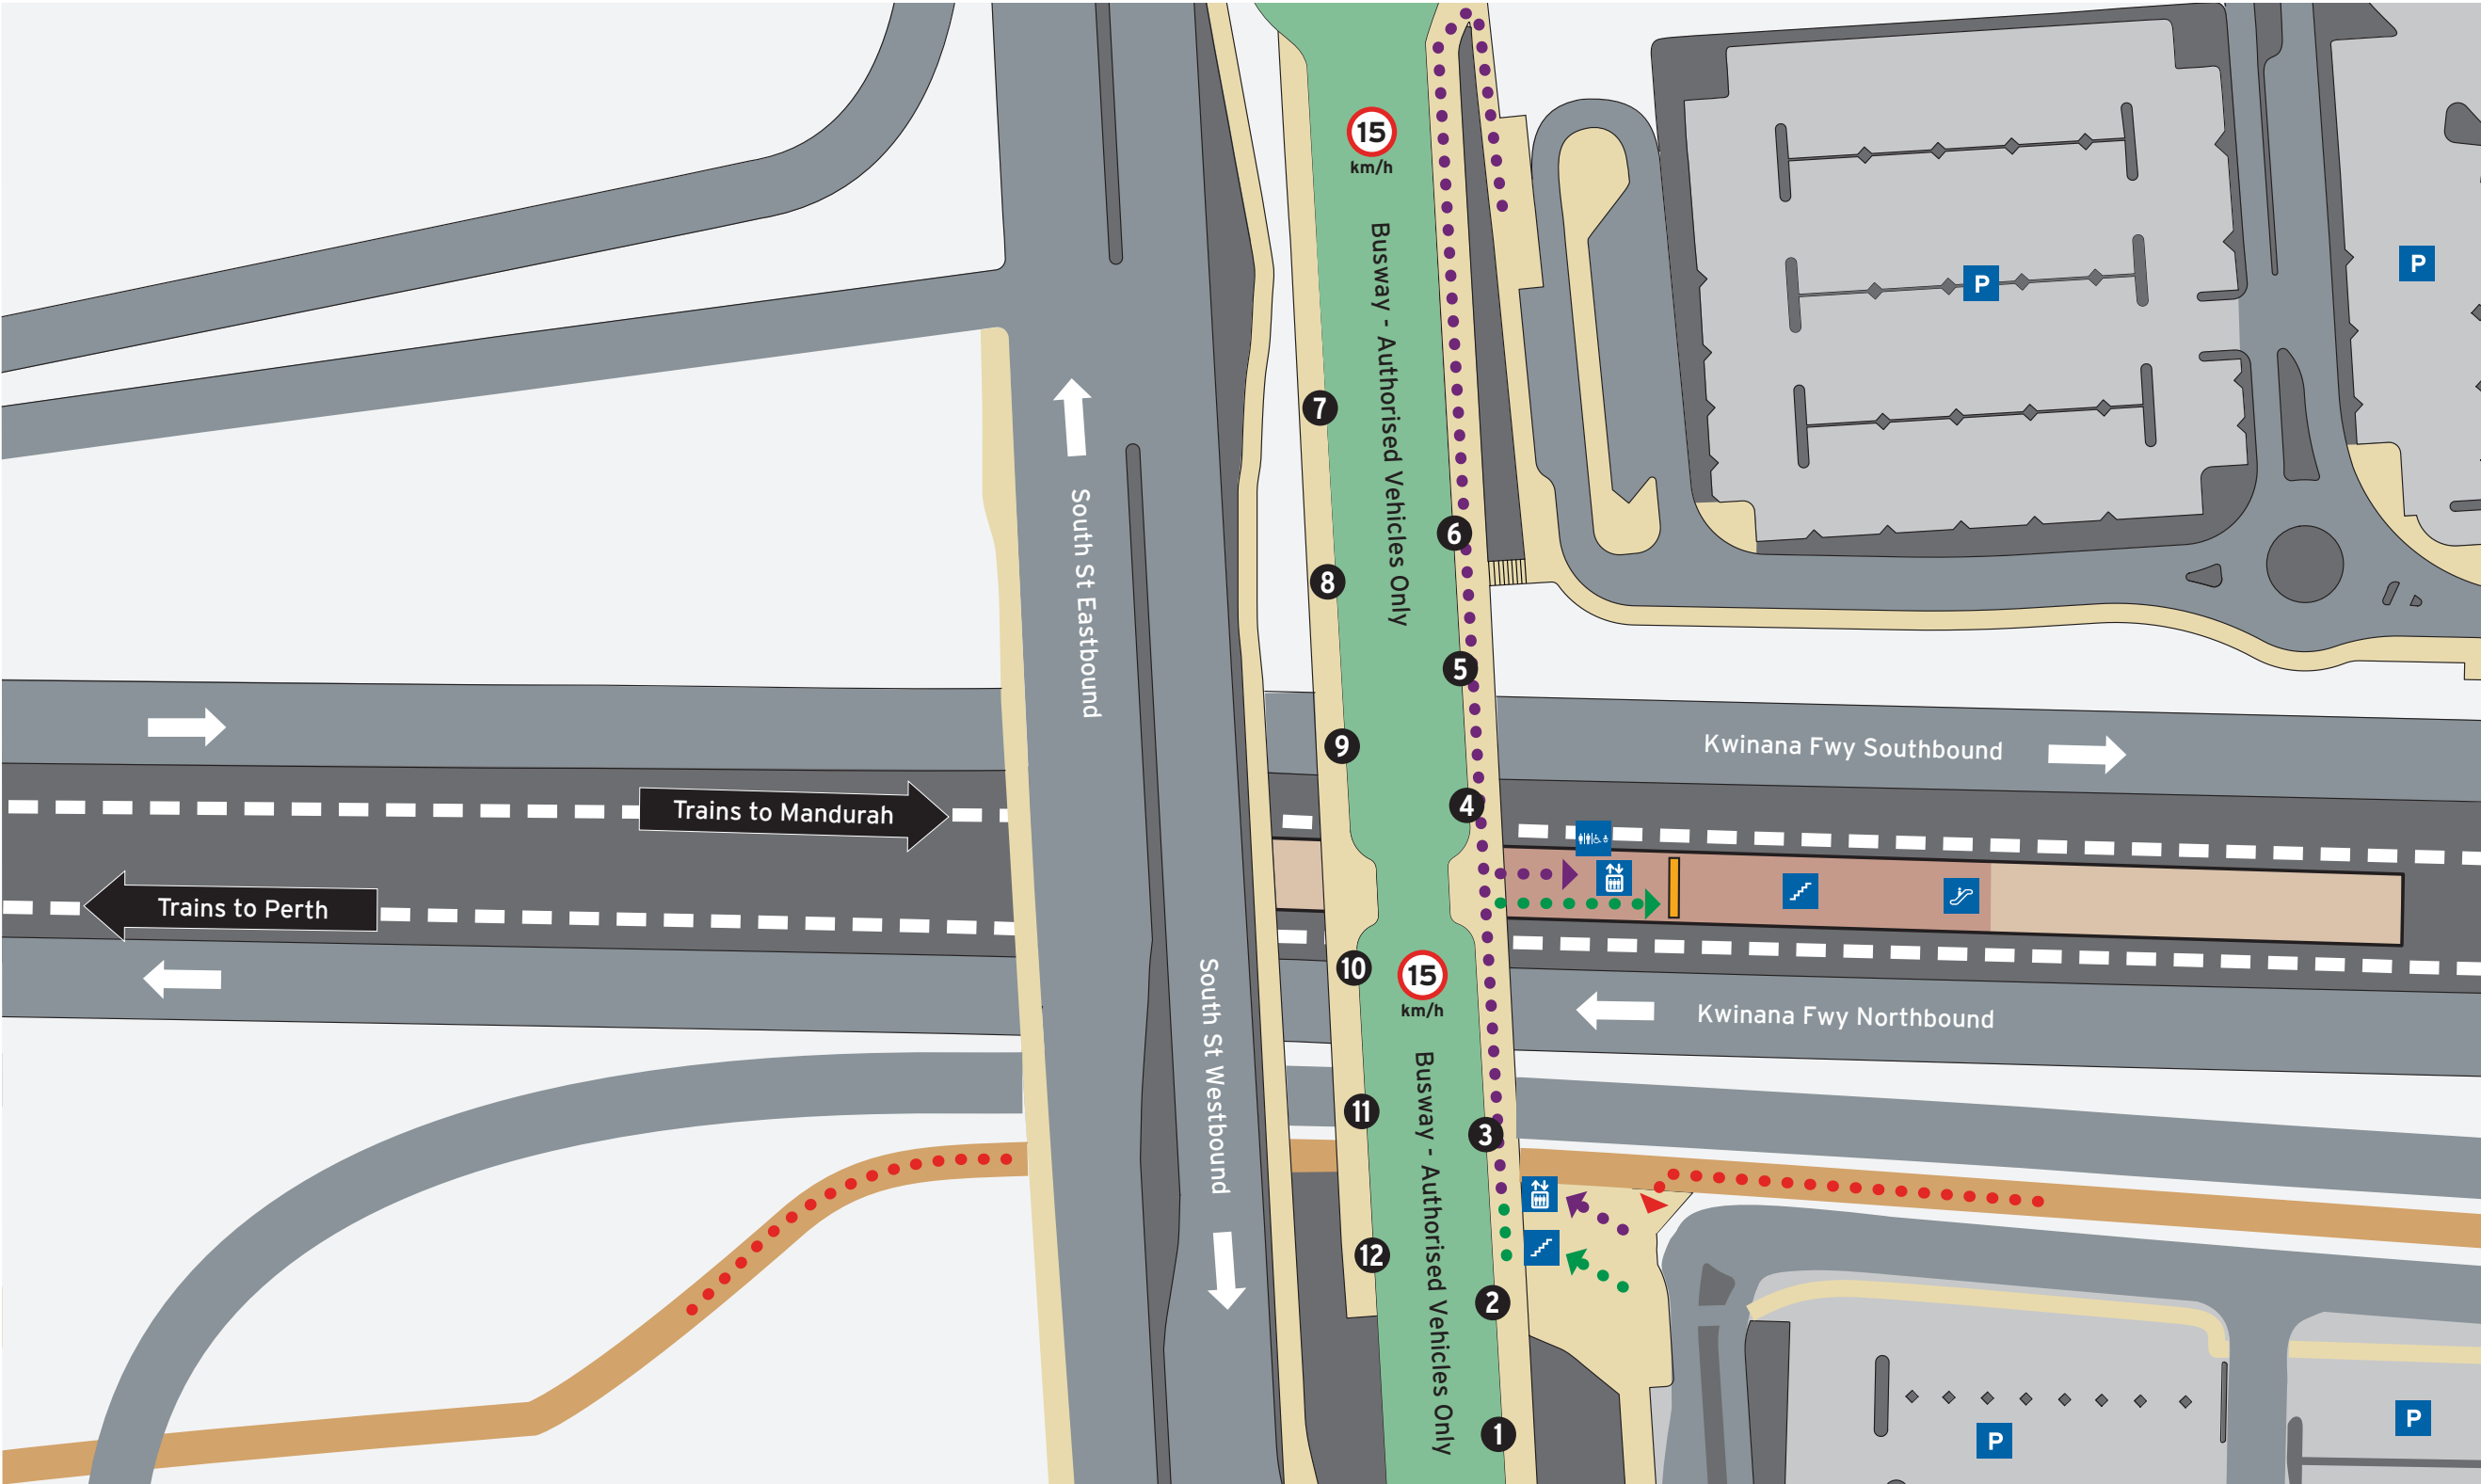 15
km/h
Busway - Authorised Vehicles Only
P
P
7
South St Eastbound
6
8
5
9
Kwinana Fwy Southbound
Trains to Mandurah
4
Trains to Perth
10
15
km/h
South St Westbound
Kwinana Fwy Northbound
Busway - Authorised Vehicles Only
11
3
12
2
1
P
P